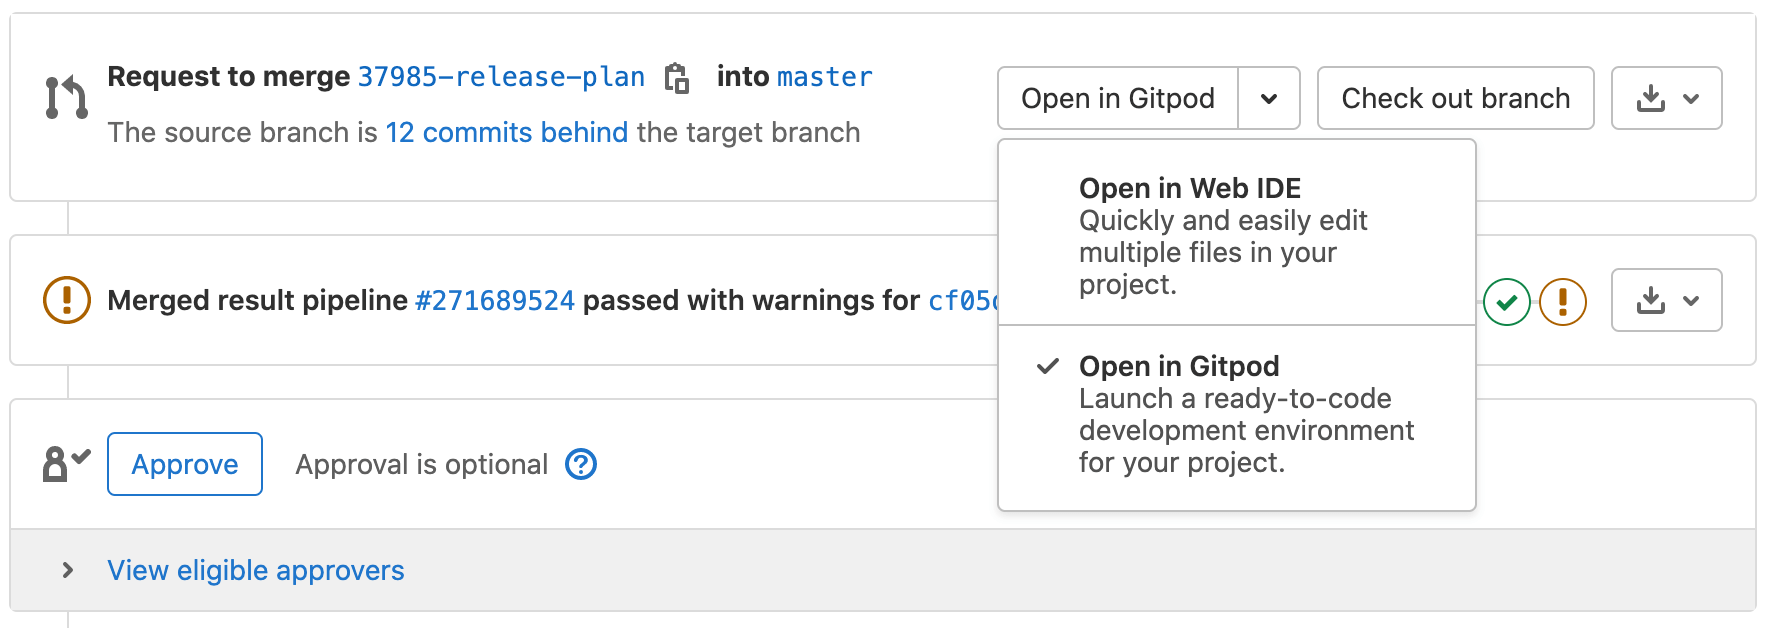 Request to merge 37985-release-plan into master
The source branch is 12 commits behind the target branch
Open in Gitpod
Check out branch
Open in Web IDE
Quickly and easily edit
multiple files in your
project.
Open in Gitpod
Launch a ready-to-code
development environment
for your project.
Merged result pipeline #271689524 passed with warnings for cf05
Approve
Approval is optional
View eligible approvers